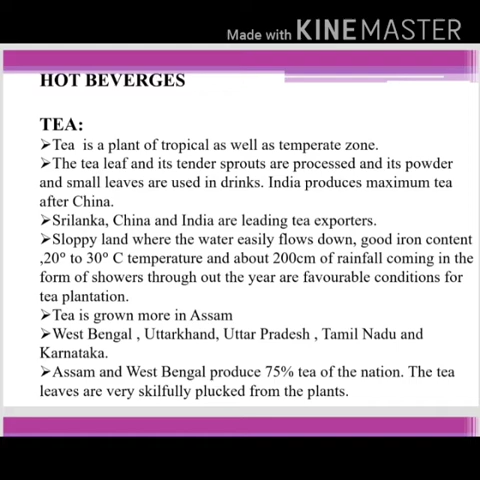 Made with KINEMASTER
HOT BEVERGES
TEA:
➤Tea is a plant of tropical as well as temperate zone.
➤The tea leaf and its tender sprouts are processed and its powder
and small leaves are used in drinks. India produces maximum tea
after China.
➤Srilanka, China and India are leading tea exporters.
➤Sloppy land where the water easily flows down, good iron content
,20° to 30° C temperature and about 200cm of rainfall coming in the
form of showers through out the year are favourable conditions for
tea plantation.
➤Tea is grown more in Assam
➤West Bengal , Uttarkhand, Uttar Pradesh , Tamil Nadu and
Karnataka.
➤Assam and West Bengal produce 75% tea of the nation. The tea
leaves are very skilfully plucked from the plants.